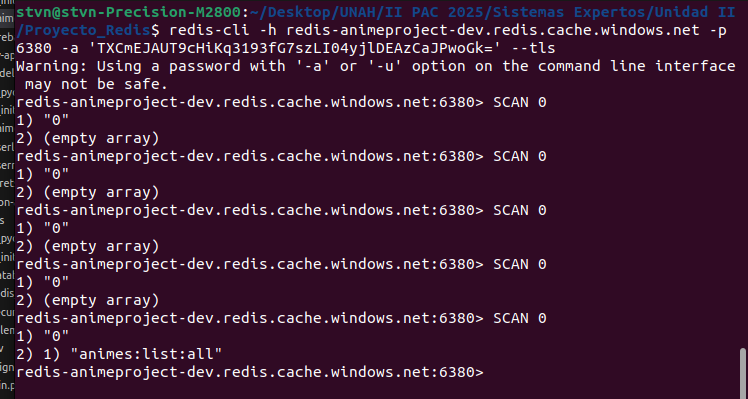 stvn@stvn-Precision-M2800:~/Desktop/UNAH/II PAC 2025/Sistemas Expertos/Unidad II
/Proyecto_Redis$ redis-cli -h redis-animeproject-dev.redis.cache.windows.net -p
6380 -a 'TXCmEJAUT9cHiKq3193fG7szLI04yjlDEAzCaJPwoGk=' --tls
Warning: Using a password with '-a' or '-u' option on the command line interface
 may not be safe.
redis-animeproject-dev.redis.cache.windows.net:6380> SCAN 0
1) "0"
2) (empty array)
redis-animeproject-dev.redis.cache.windows.net:6380> SCAN 0
1) "0"
2) (empty array)
redis-animeproject-dev.redis.cache.windows.net:6380> SCAN 0
1) "0"
2) (empty array)
redis-animeproject-dev.redis.cache.windows.net:6380> SCAN 0
1) "0"
2) (empty array)
redis-animeproject-dev.redis.cache.windows.net:6380> SCAN 0
1) "0"
2) 1) "animes:list:all"
redis-animeproject-dev.redis.cache.windows.net:6380>